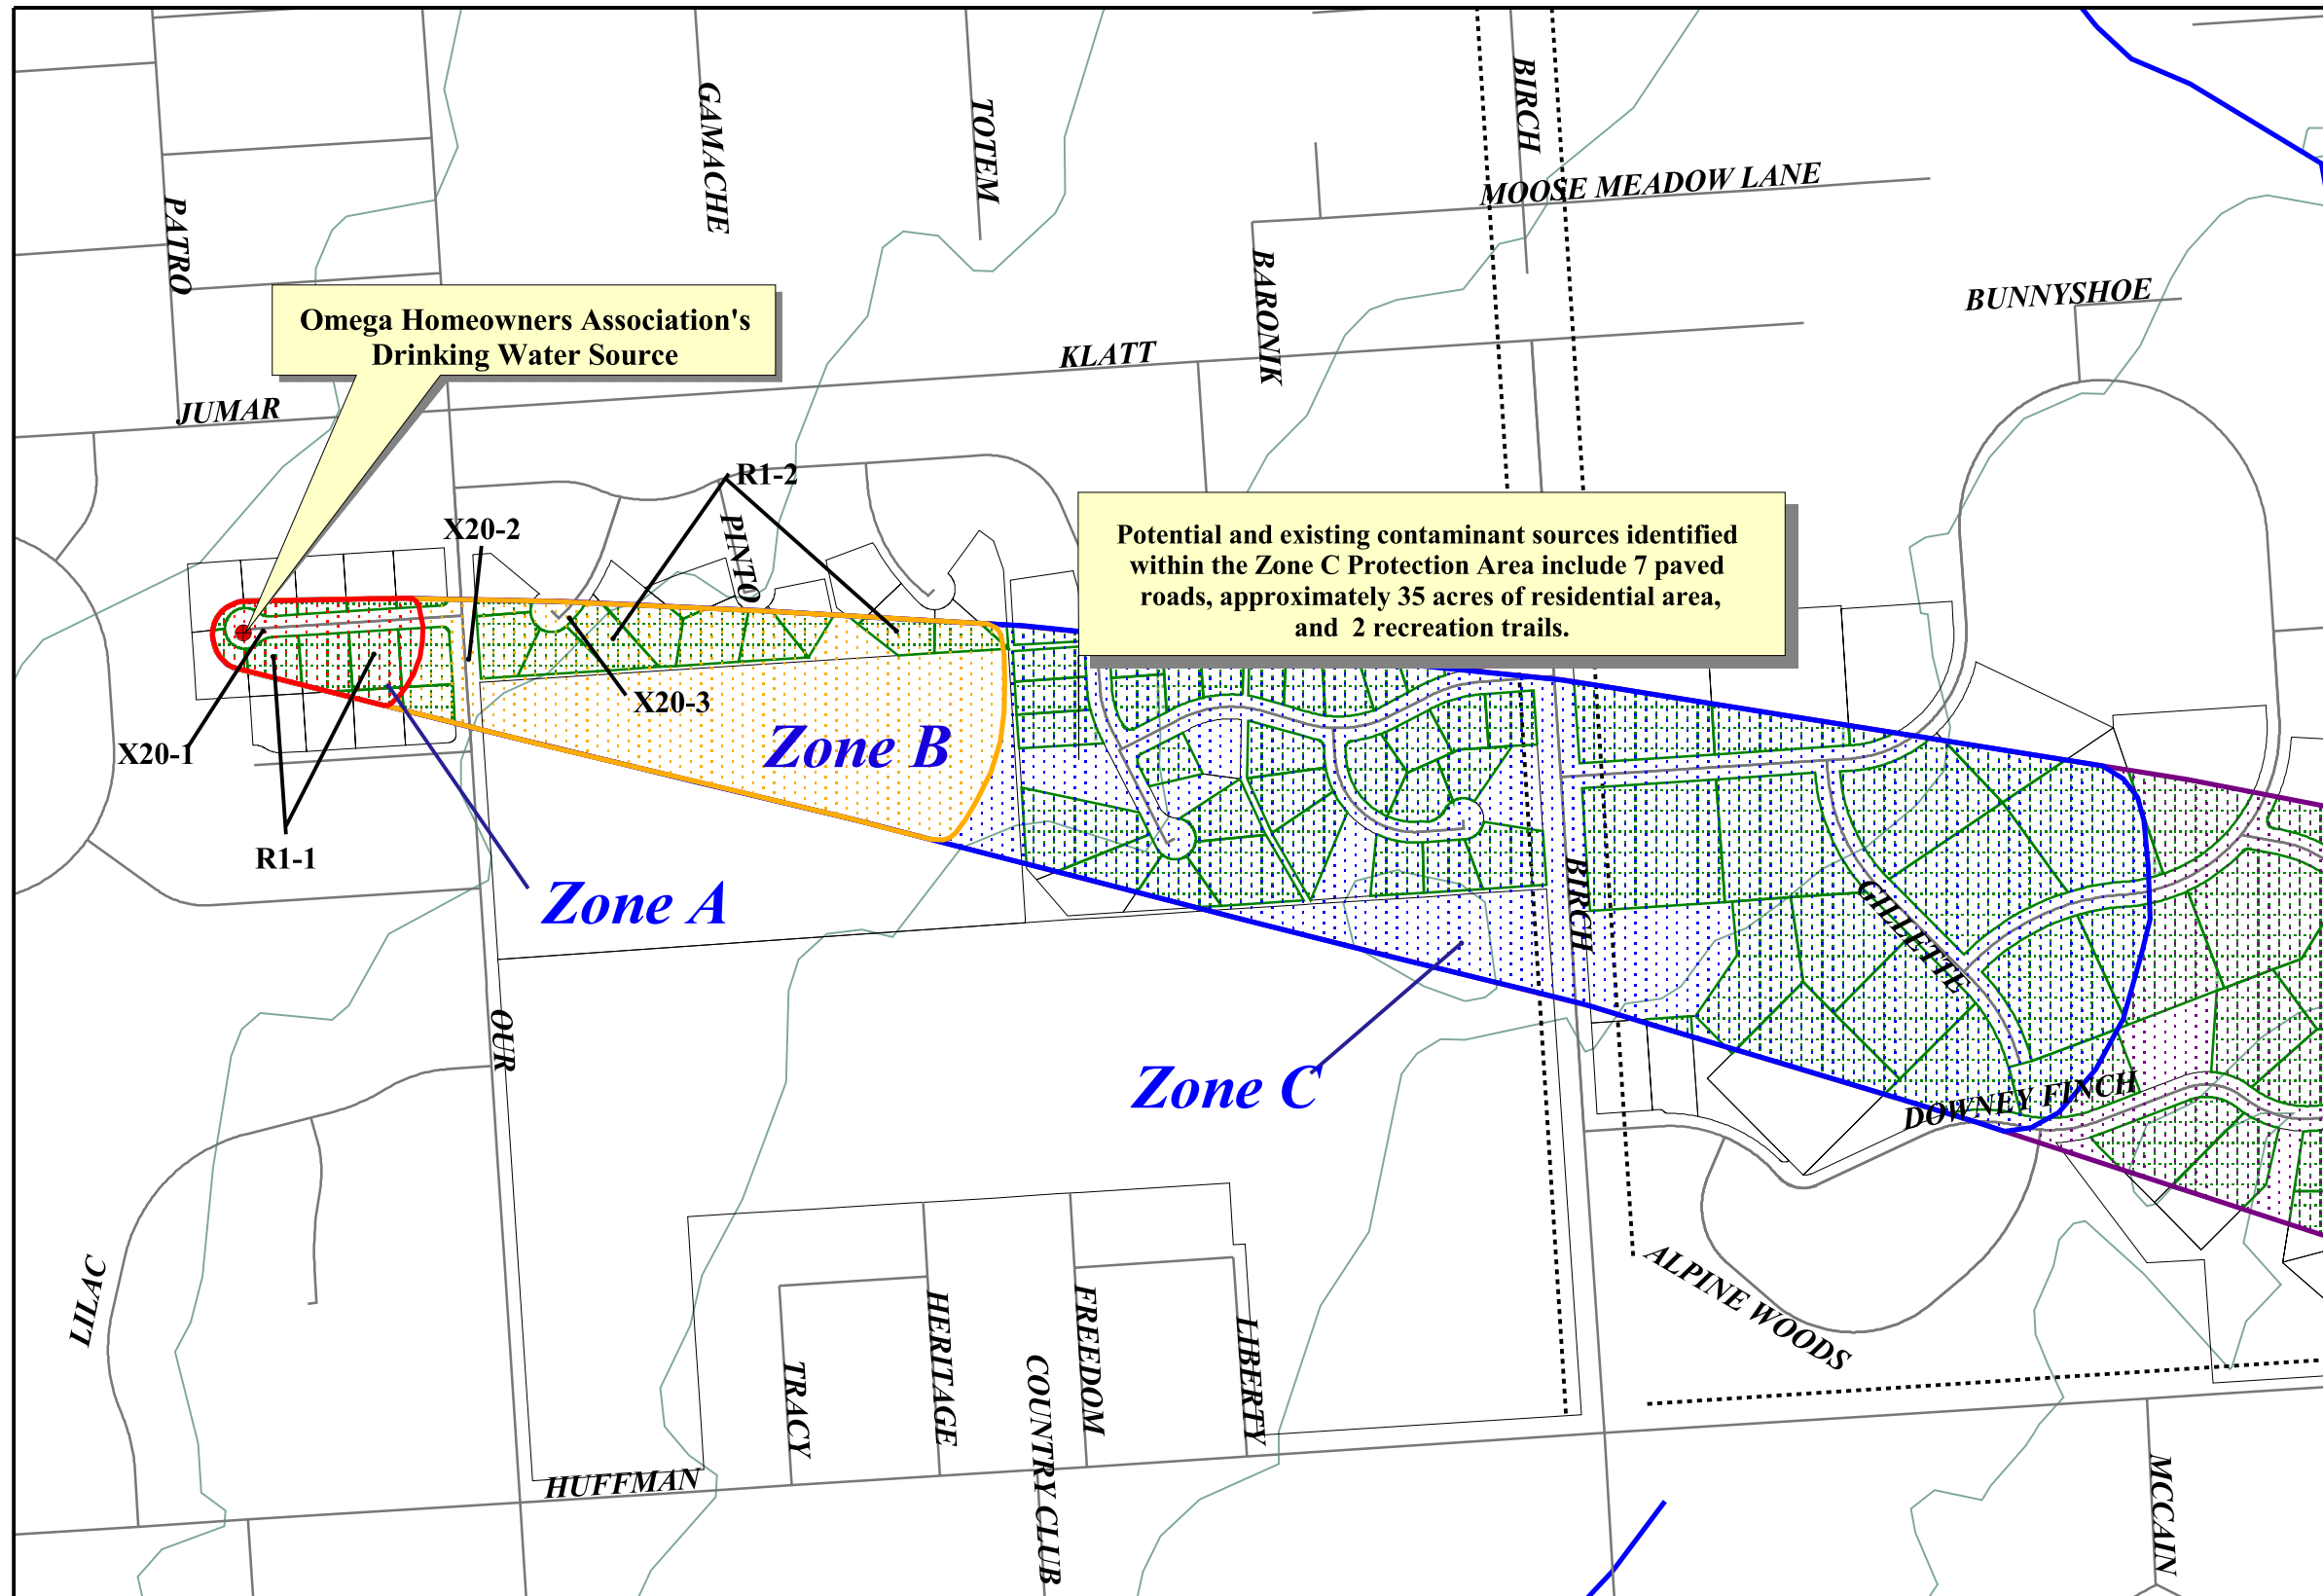 BIRCH
GAMACHE
TOTEM
MOOSE MEADOW LANE
PATRO
BARONIK
BUNNYSHOE
Omega Homeowners Association's
Drinking Water Source
KLATT
JUMAR
R1-2
X20-2
PINTO
Potential and existing contaminant sources identified
within the Zone C Protection Area include 7 paved
roads, approximately 35 acres of residential area,
and 2 recreation trails.
X20-3
X20-1
Zone B
R1-1
Zone A
BIRCH
GILLETTE
OUR
Zone C
DOWNEY FINCH
LILAC
ALPINE WOODS
HERITAGE
FREEDOM
LIBERTY
TRACY
COUNTRY CLUB
HUFFMAN
MCCAIN